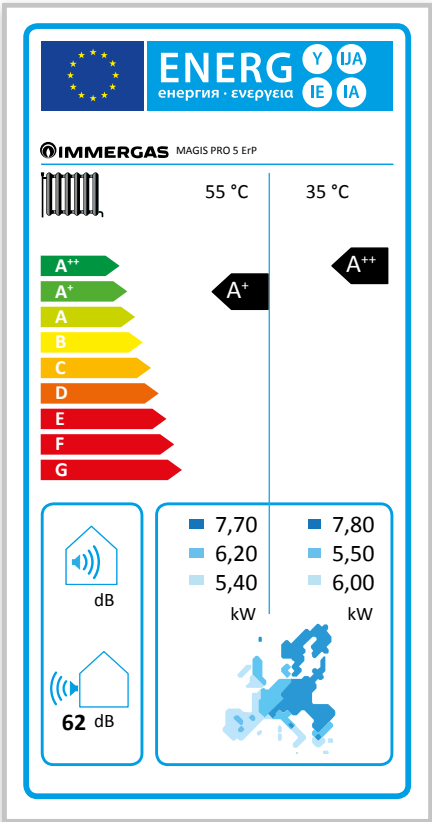 ENERG Y IJA
енергия · ενεργεια IE IA
IMMERGAS MAGIS PRO 5 ErP
55 °C 35 °C
A++ A++
A+ A+
A
B
C
D
E
F
G
7,70 7,80
6,20 5,50
5,40 6,00
dB
kW kW
62 dB